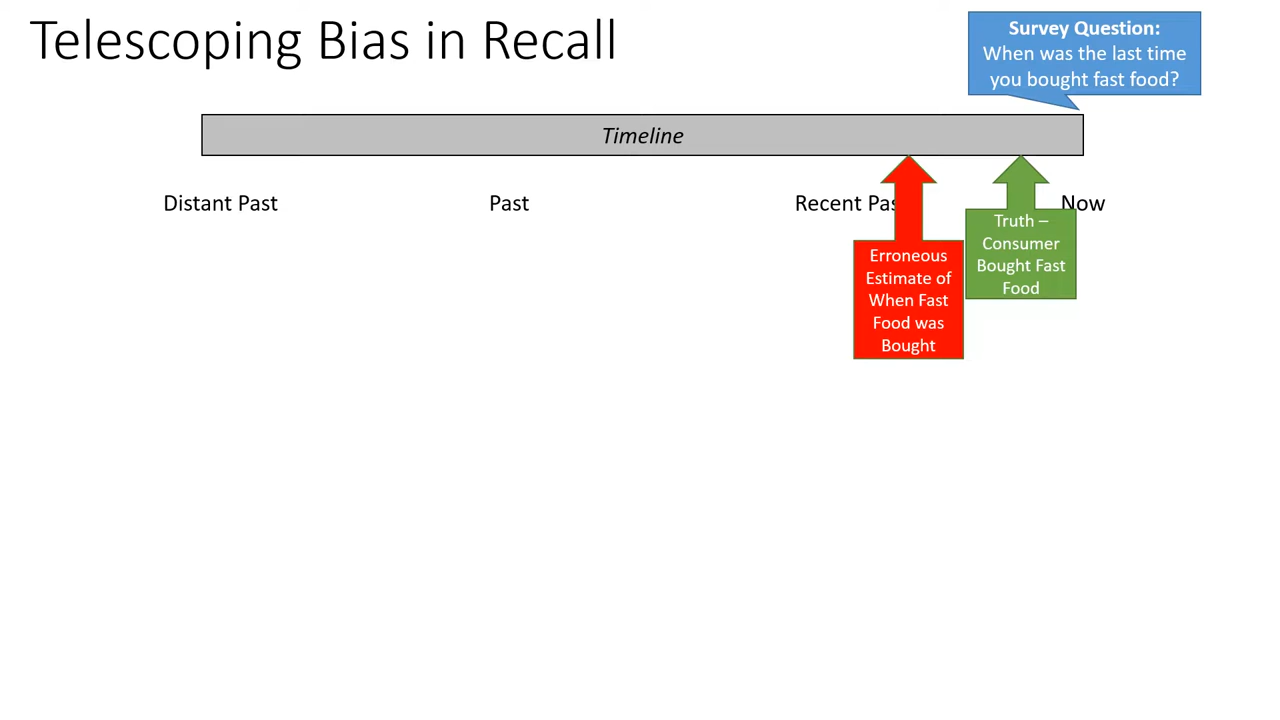 Telescoping Bias in Recall
Survey Question:
When was the last time
you bought fast food?
Timeline
Distant Past
Past
Recent Pas
Now
Erroneous
Estimate of
When Fast
Food was
Bought
Truth –
Consumer
Bought Fast
Food